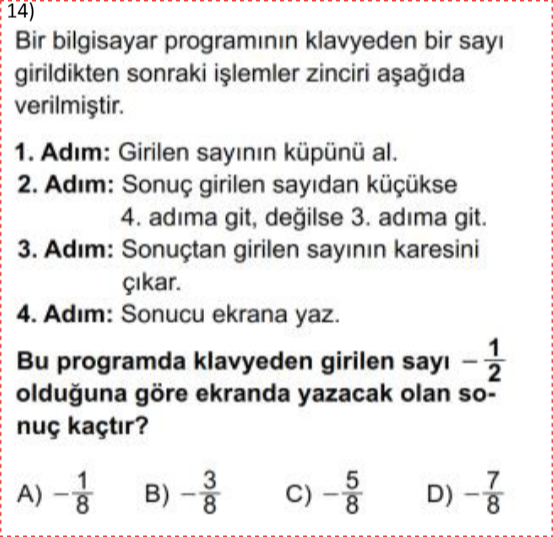 14)
Bir bilgisayar programının klavyeden bir sayı
girildikten sonraki işlemler zinciri aşağıda
verilmiştir.
1. Adım: Girilen sayının küpünü al.
2. Adım: Sonuç girilen sayıdan küçükse
4. adıma git, değilse 3. adıma git.
3. Adım: Sonuçtan girilen sayının karesini
çıkar.
4. Adım: Sonucu ekrana yaz.
Bu programda klavyeden girilen sayı -1/2
olduğuna göre ekranda yazacak olan so-
nuç kaçtır?
A) -1/8 B) -3/8 C) -5/8 D) -7/8